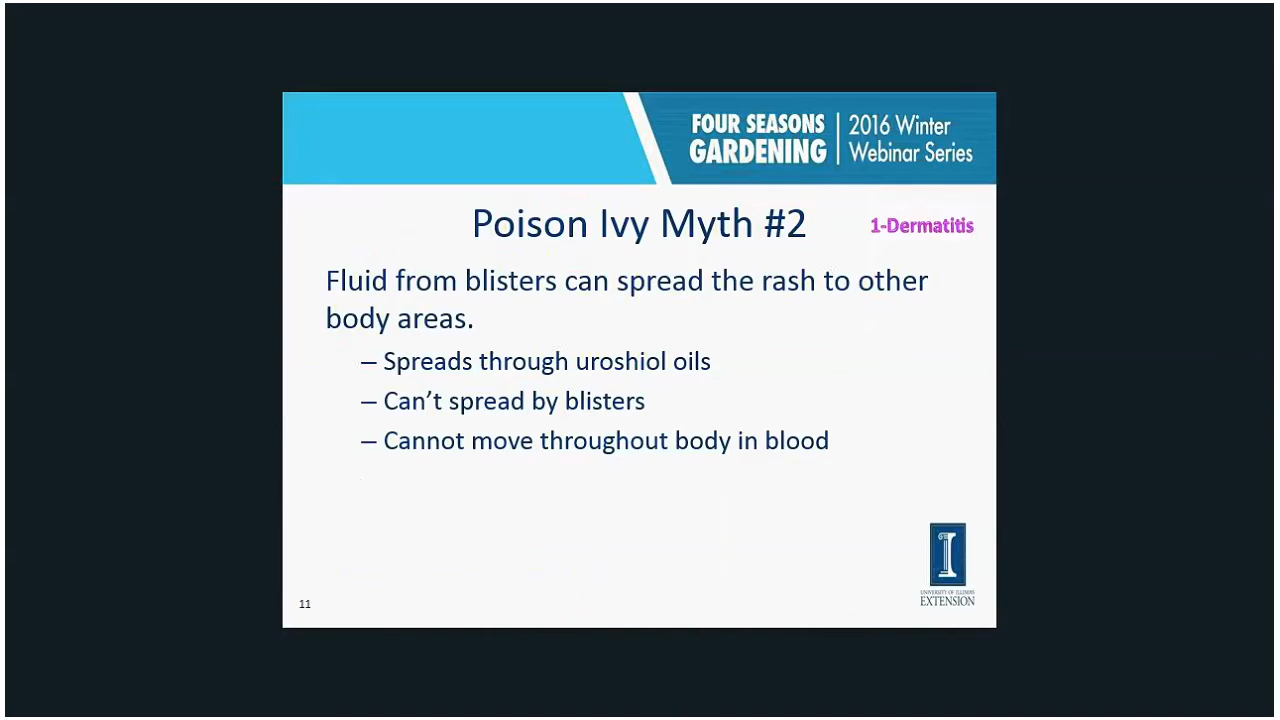 FOUR SEASONS
GARDENING
2016 Winter
Webinar Series
Poison Ivy Myth #2
1-Dermatitis
Fluid from blisters can spread the rash to other
body areas.
– Spreads through uroshiol oils
– Can’t spread by blisters
– Cannot move throughout body in blood
I
UNIVERSITY OF ILLINOIS
EXTENSION
11